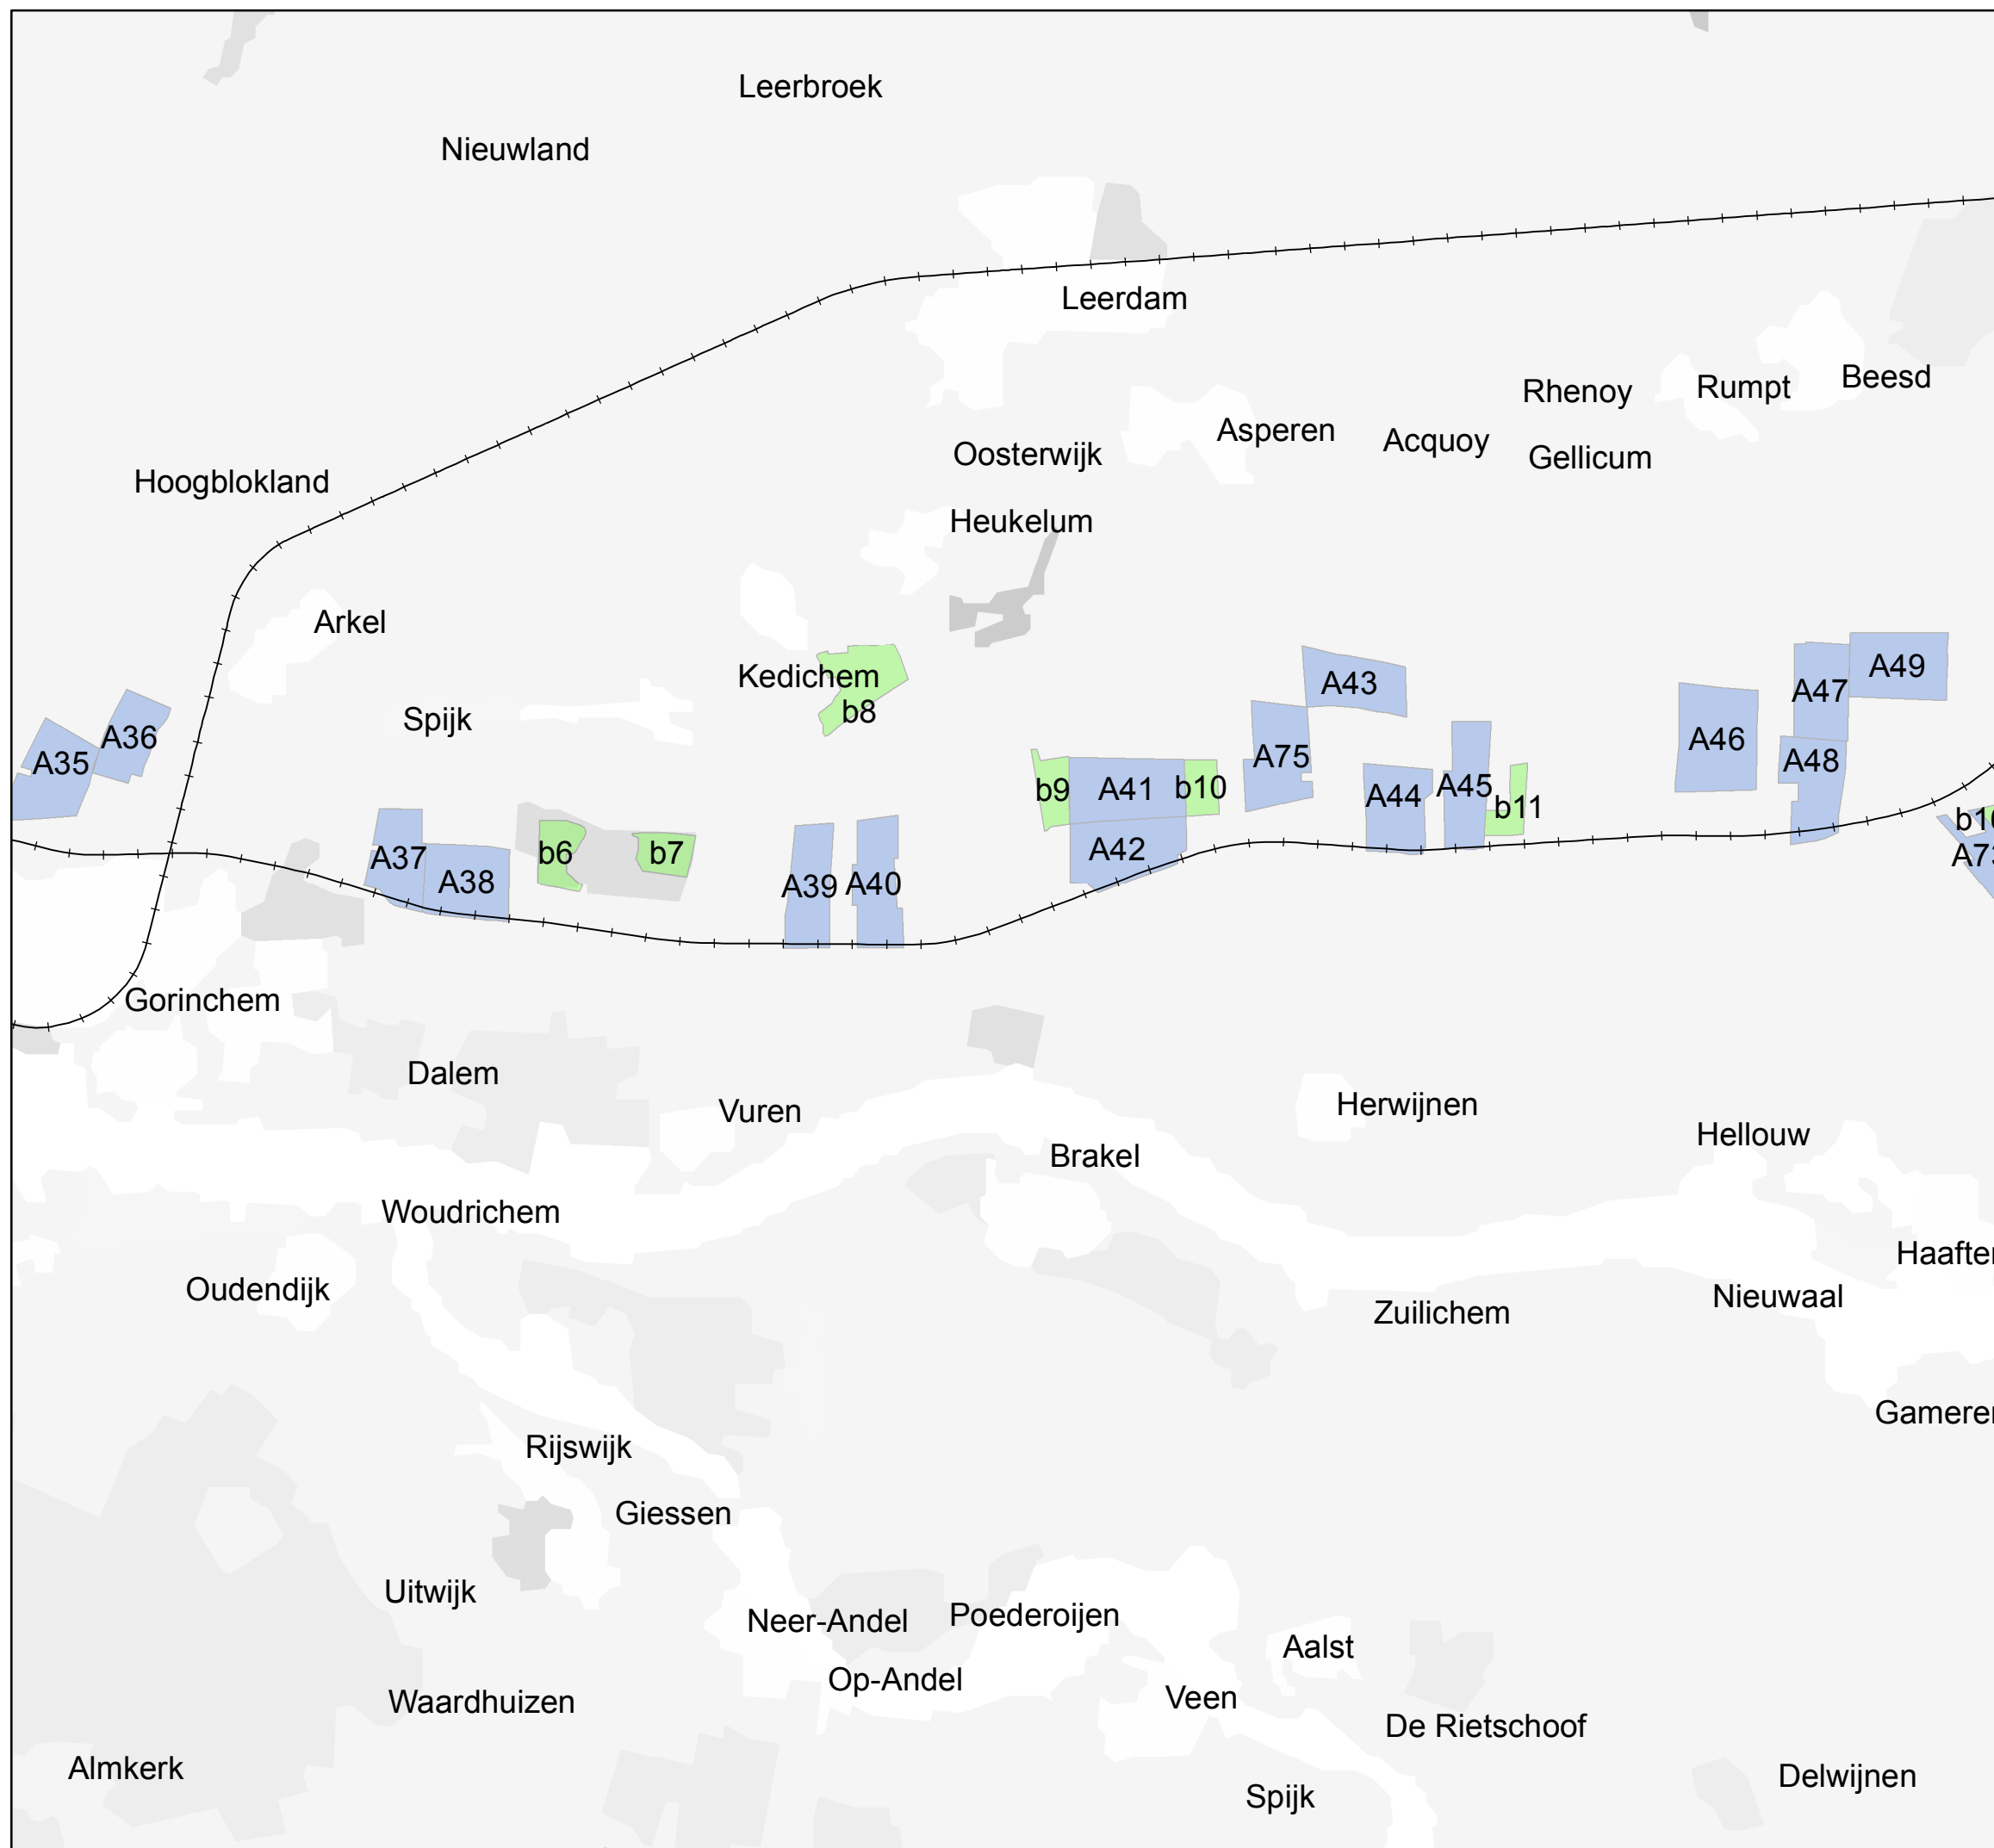 Leerbroek
Nieuwland
Leerdam
Beesd
Rumpt
Rhenoy
Asperen
Acquoy
Oosterwijk
Gellicum
Hoogblokland
Heukelum
Arkel
A49
Kedichem
A43
A47
b8
Spijk
A36
A46
A75
A48
A35
A45
b9
A41
b10
A44
b11
A42
b6
b7
A37
A38
A39
A40
Gorinchem
Dalem
Vuren
Herwijnen
Hellouw
Brakel
Woudrichem
Oudendijk
Nieuwaal
Zuilichem
Rijswijk
Giessen
Uitwijk
Neer-Andel
Poederoijen
Aalst
Op-Andel
Veen
Waardhuizen
De Rietschoof
Almkerk
Delwijnen
Spijk